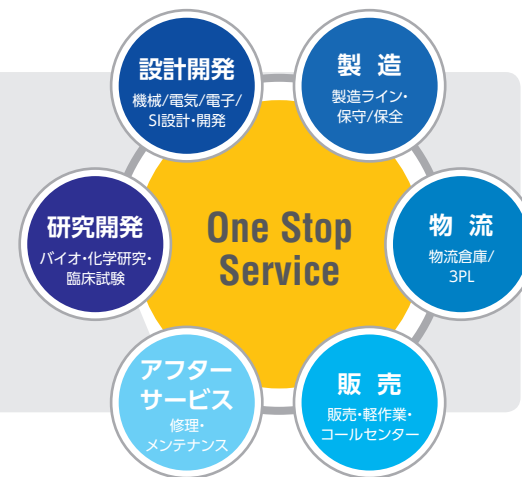 設計開発
機械/電気/電子/
SI設計・開発
製 造
製造ライン・
保守/保全
研究開発
バイオ・化学研究・
臨床試験
One Stop
Service
物 流
物流倉庫/
3PL
アフター
サービス
修理・
メンテナンス
販 売
販売・軽作業・
コールセンター